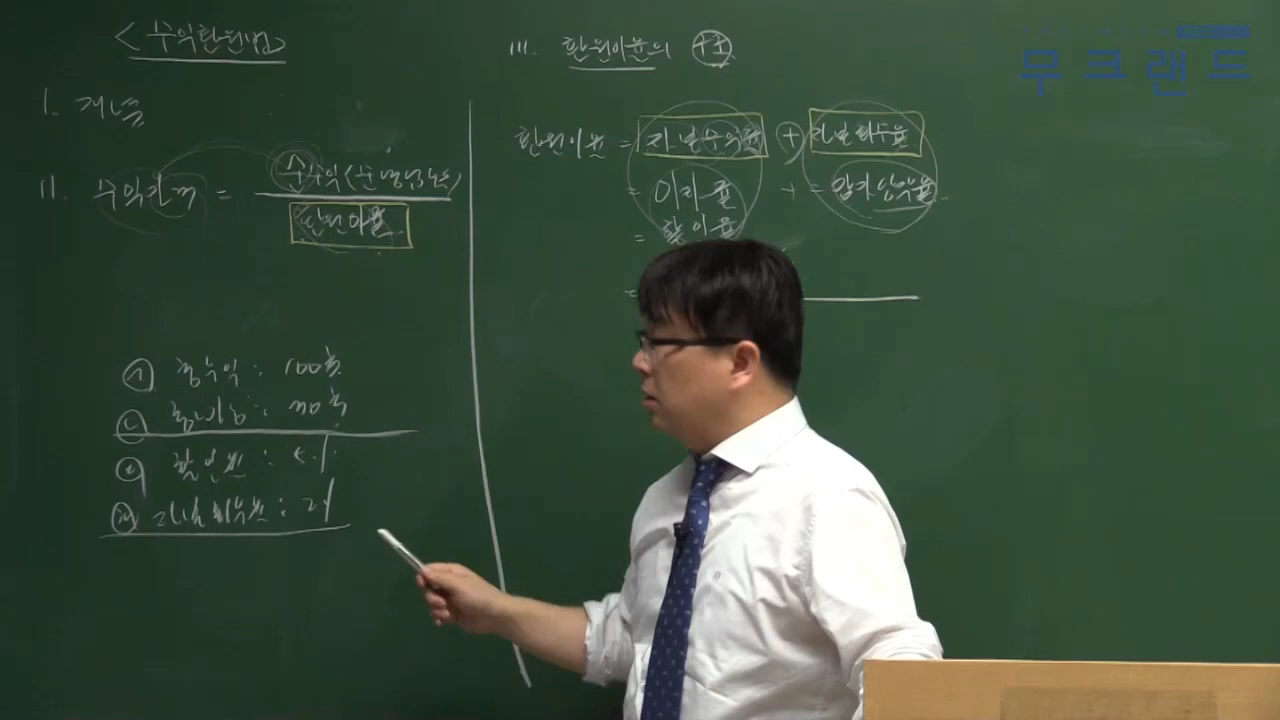 <수익환원법>
I. 개념
II. 수익가격 = 순수익(순영업소득) / 환원이율
① 총수익 : 100억
② : 70억
③ 할인율 : 5%
④ 자본회수율 : 2%
III. 환원이율의 구조
환원이율 = 자본수익률 + 자본회수율
= 이자율 + = 감가상각률
= 할인율
=
무크랜드